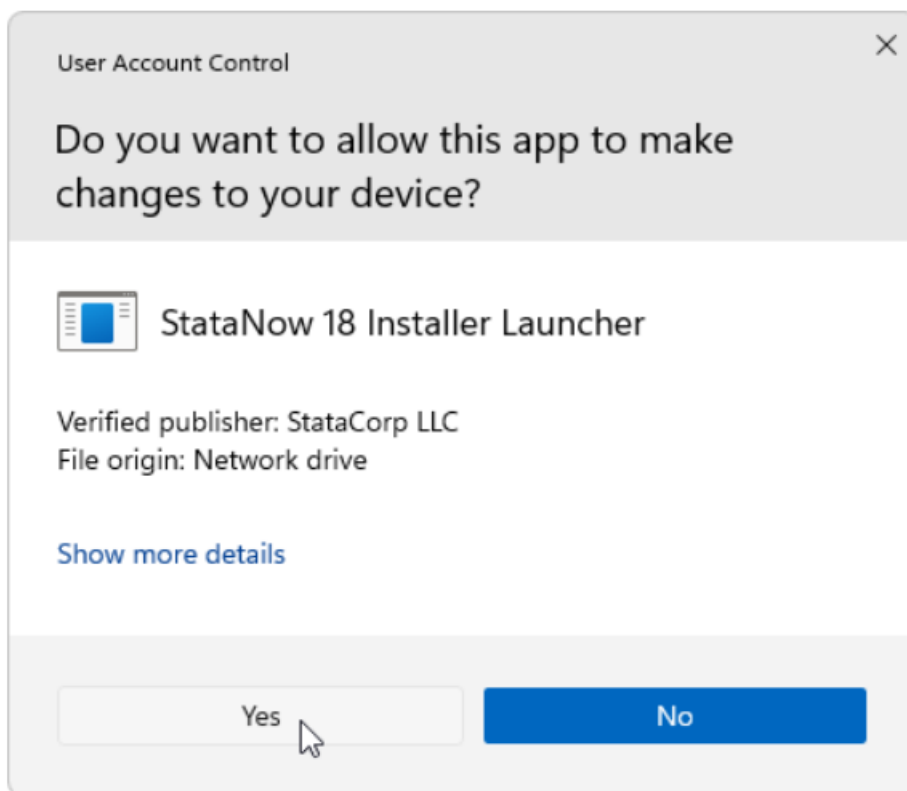 User Account Control
Do you want to allow this app to make
changes to your device?
StataNow 18 Installer Launcher
Verified publisher: StataCorp LLC
File origin: Network drive
Show more details
Yes
No